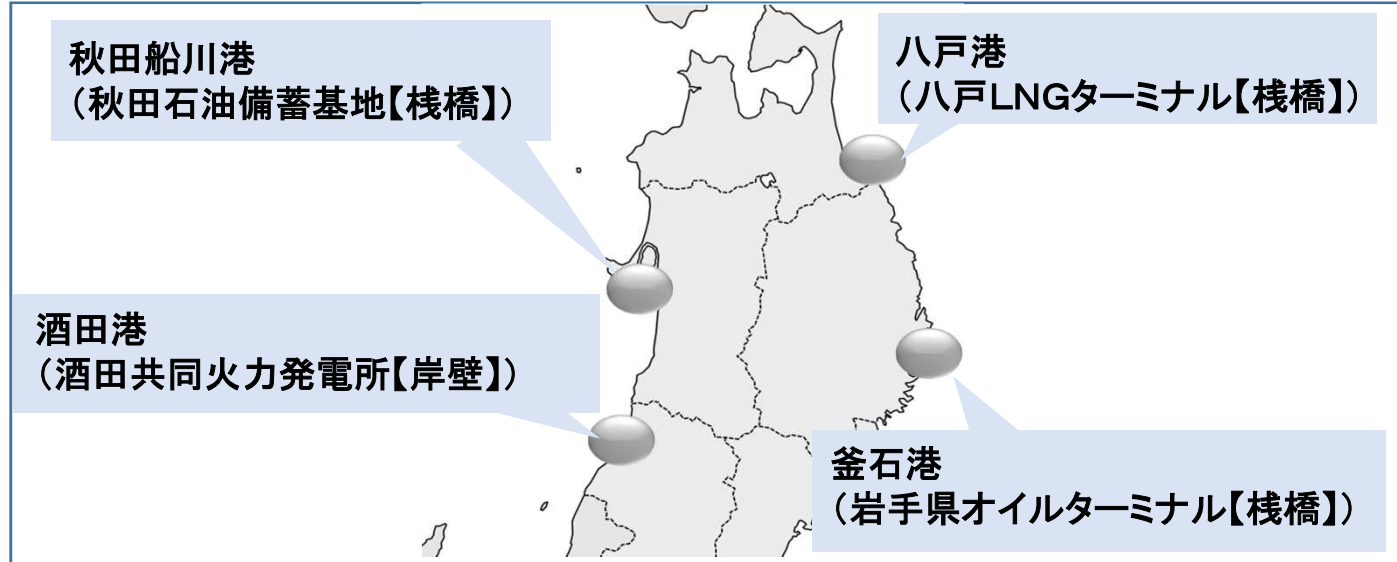 秋田船川港
（秋田石油備蓄基地【桟橋】）
八戸港
（八戸LNGターミナル【桟橋】）
酒田港
（酒田共同火力発電所【岸壁】）
釜石港
（岩手県オイルターミナル【桟橋】）